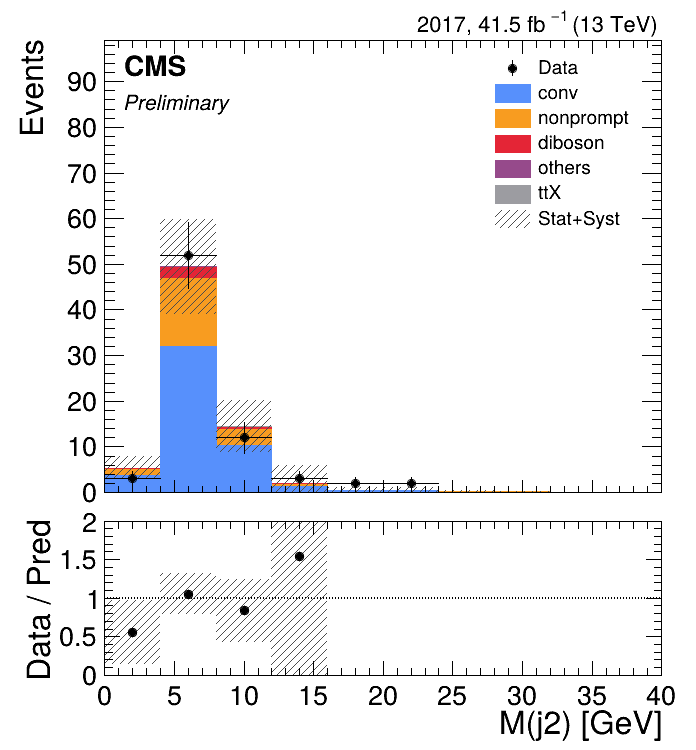 2017, 41.5 fb⁻¹ (13 TeV)
Events
90
80
70
60
50
40
30
20
10
0
CMS
Preliminary
Data
conv
nonprompt
diboson
others
ttX
Stat+Syst
Data / Pred
2
1.5
1
0.5
0
0 5 10 15 20 25 30 35 40
M(j2) [GeV]